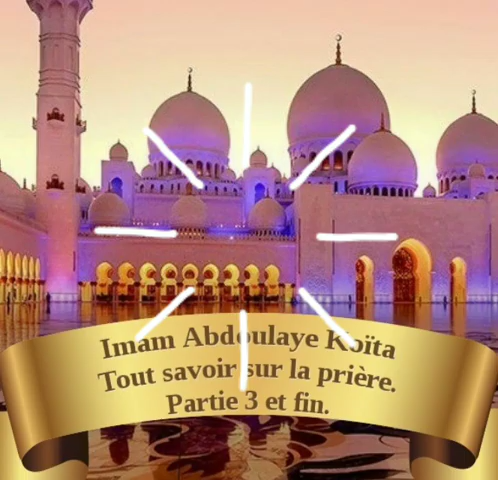 Imam Abdoulaye Koïta
Tout savoir sur la prière.
Partie 3 et fin.